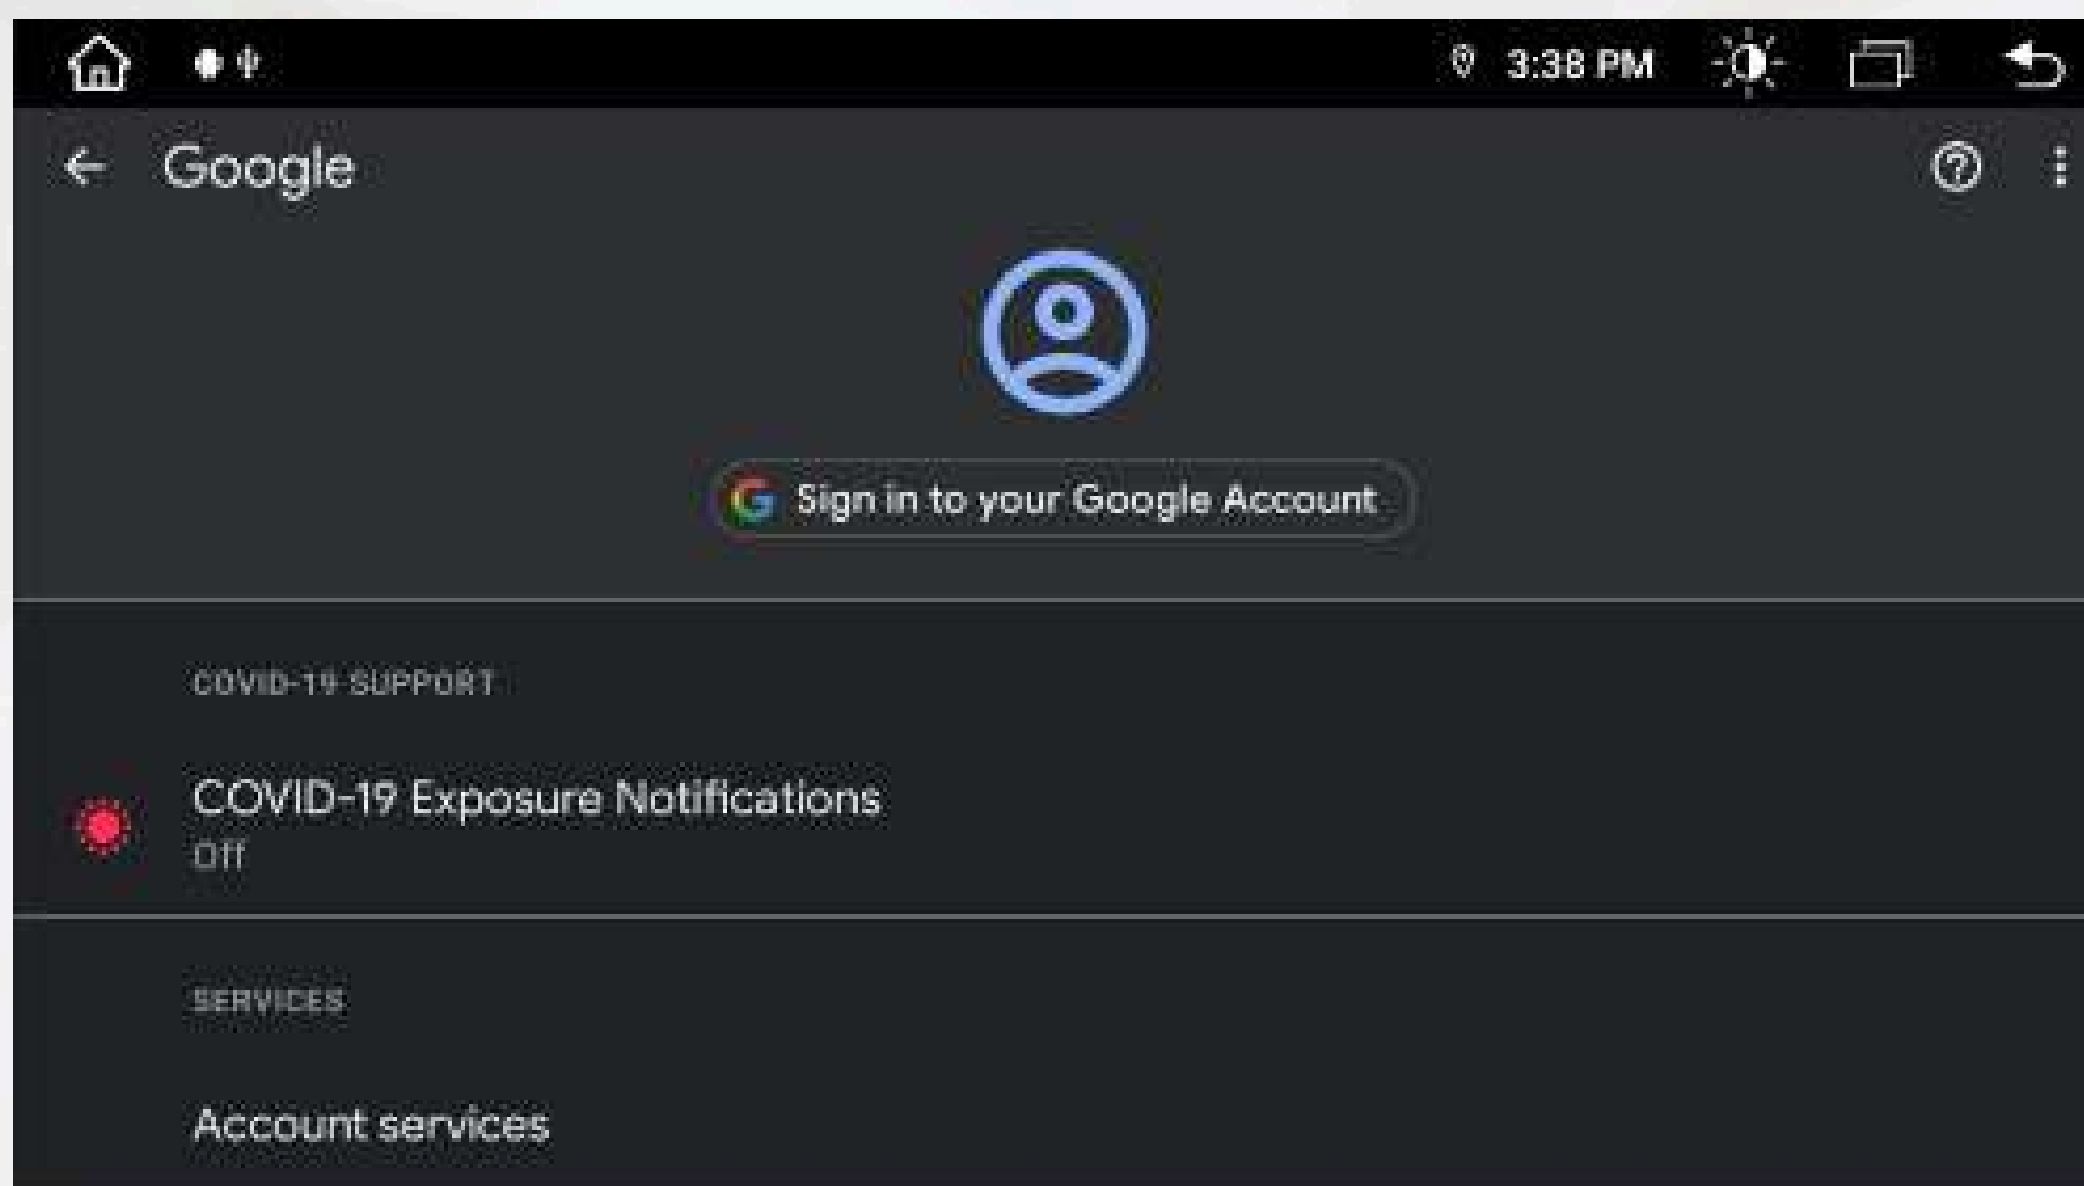 3:38 PM
Google
Sign in to your Google Account
COVID-19 SUPPORT
COVID-19 Exposure Notifications
Off
SERVICES
Account services